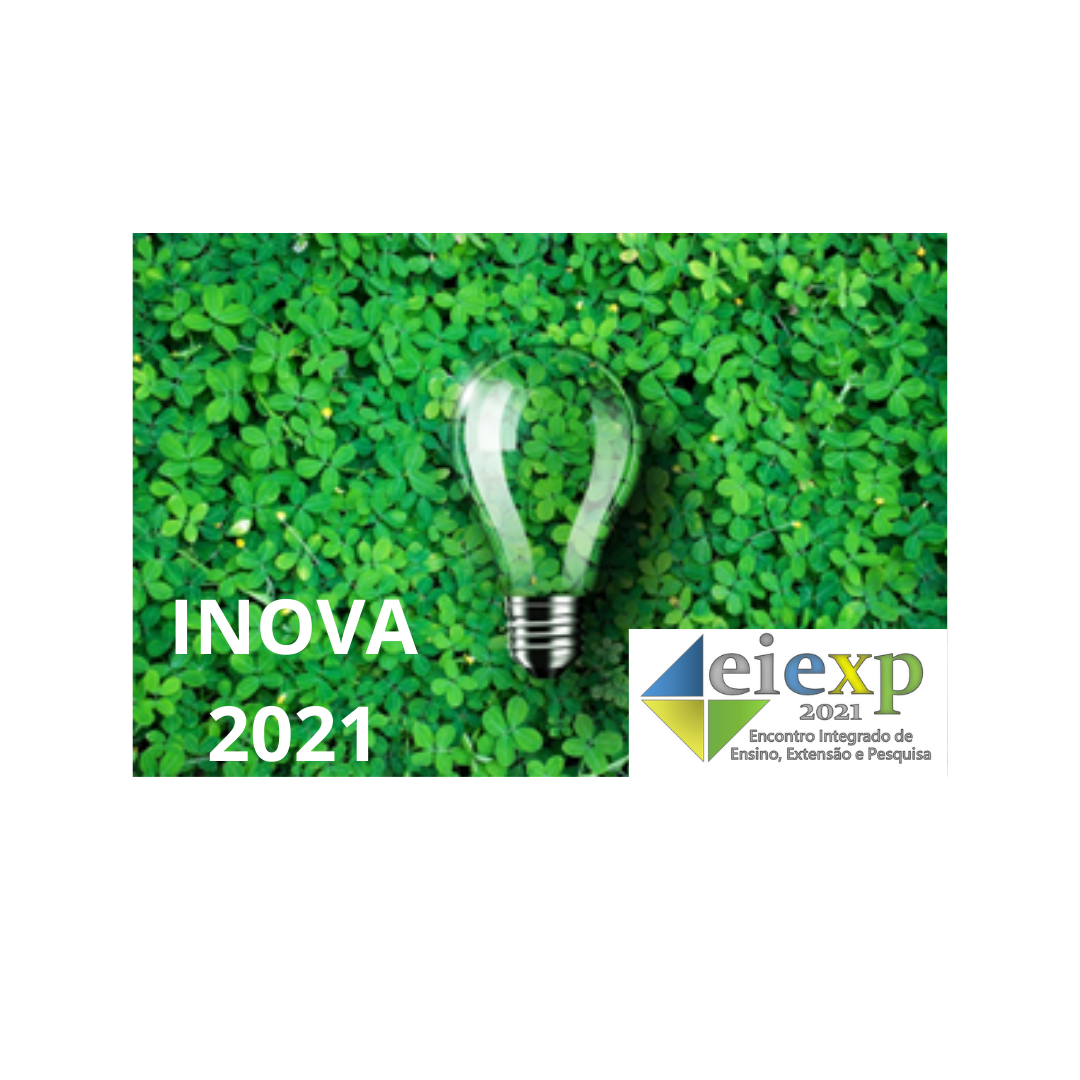 INOVA
2021
eiexp
2021
Encontro Integrado de
Ensino, Extensão e Pesquisa